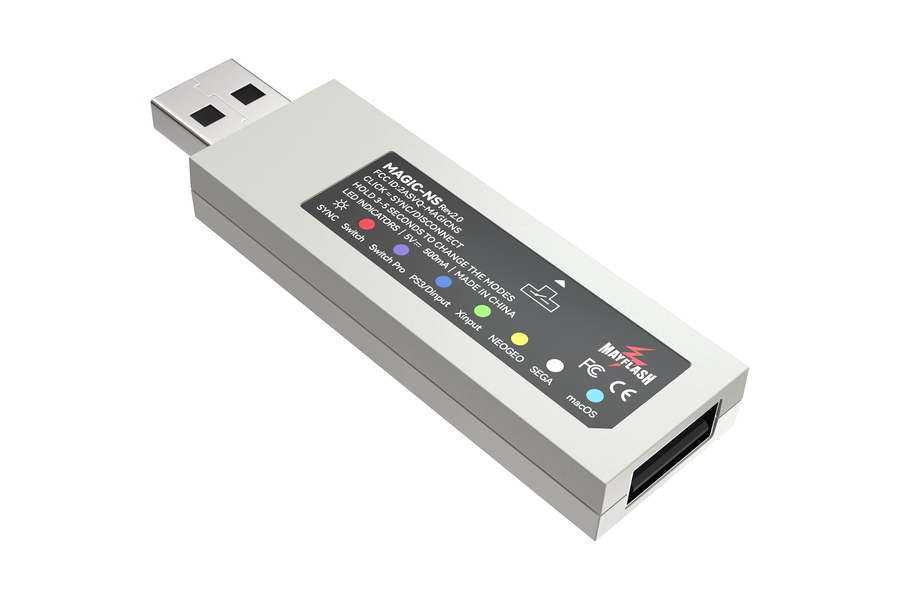 MAGIC-NS Rev2.0
FCC ID:2ASVQ-MAGICNS
CLICK = SYNC/DISCONNECT
HOLD 3-5 SECONDS TO CHANGE THE MODES
LED INDICATORS | 5V⎓ 500mA | MADE IN CHINA
SYNC
Switch
Switch Pro
PS3/Dinput
Xinput
NEOGEO
SEGA
macOS
MAYFLASH
FC CE